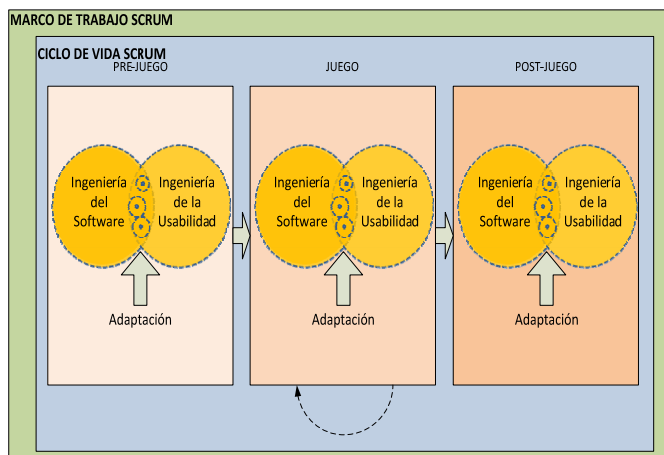 MARCO DE TRABAJO SCRUM
CICLO DE VIDA SCRUM
PRE-JUEGO
JUEGO
POST-JUEGO
Ingeniería
del
Software
Ingeniería
de la
Usabilidad
Adaptación
Ingeniería
del
Software
Ingeniería
de la
Usabilidad
Adaptación
Ingeniería
del
Software
Ingeniería
de la
Usabilidad
Adaptación